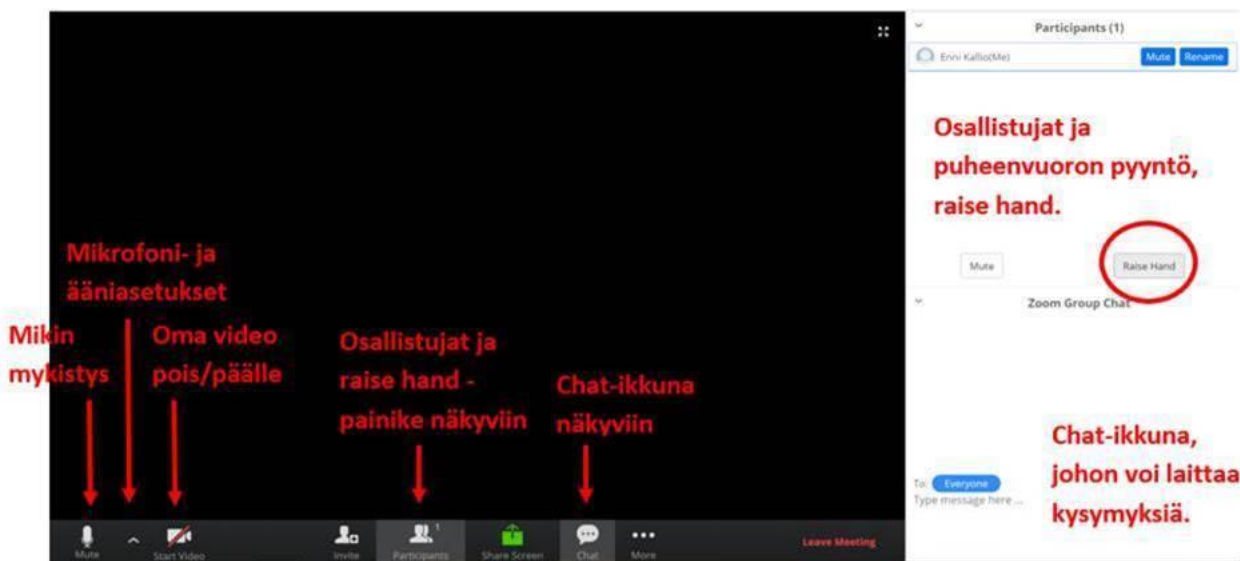 Participants (1)
Enni Kallio(Me)
Mute Rename
Osallistujat ja
puheenvuoron pyyntö,
raise hand.
Mute Raise Hand
Zoom Group Chat
Mikrofoni- ja
ääniasetukset
Mikin
mykistys
Oma video
pois/päälle
Osallistujat ja
raise hand -
painike näkyviin
Chat-ikkuna
näkyviin
Chat-ikkuna,
johon voi laittaa
kysymyksiä.
To: Everyone
Type message here ...
1
Mute Start Video Invite Participants Share Screen Chat More Leave Meeting